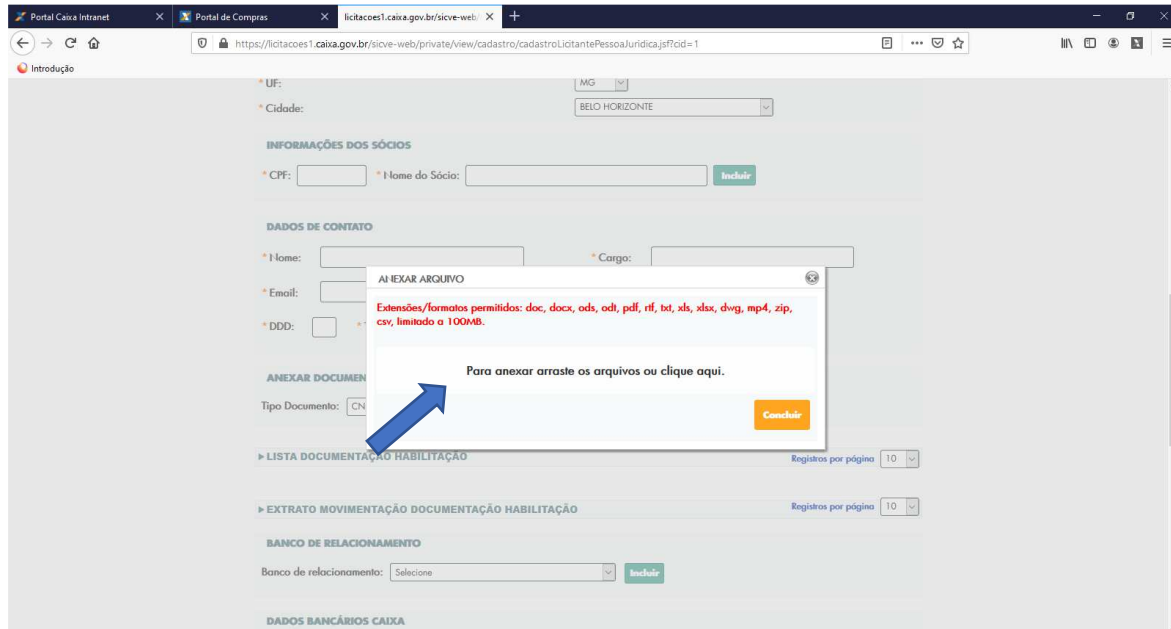 Portal Caixa Intranet
Portal de Compras
licitacoes1.caixa.gov.br/sicve-web/
https://licitacoes1.caixa.gov.br/sicve-web/private/view/cadastro/cadastroLicitantePessoaJuridica.jsf?cid=1
Introdução
* UF: MG
* Cidade: BELO HORIZONTE
INFORMAÇÕES DOS SÓCIOS
* CPF: * Nome do Sócio: Incluir
DADOS DE CONTATO
* Nome: * Cargo:
ANEXAR ARQUIVO
* Email:
Extensões/formatos permitidos: doc, docx, ods, odt, pdf, rtf, txt, xls, xlsx, dwg, mp4, zip,
csv, limitado a 100MB.
* DDD: *
Para anexar arraste os arquivos ou clique aqui.
ANEXAR DOCUMEN
Tipo Documento: CN
Concluir
LISTA DOCUMENTAÇÃO HABILITAÇÃO Registros por página 10
EXTRATO MOVIMENTAÇÃO DOCUMENTAÇÃO HABILITAÇÃO Registros por página 10
BANCO DE RELACIONAMENTO
Banco de relacionamento: Selecione Incluir
DADOS BANCÁRIOS CAIXA